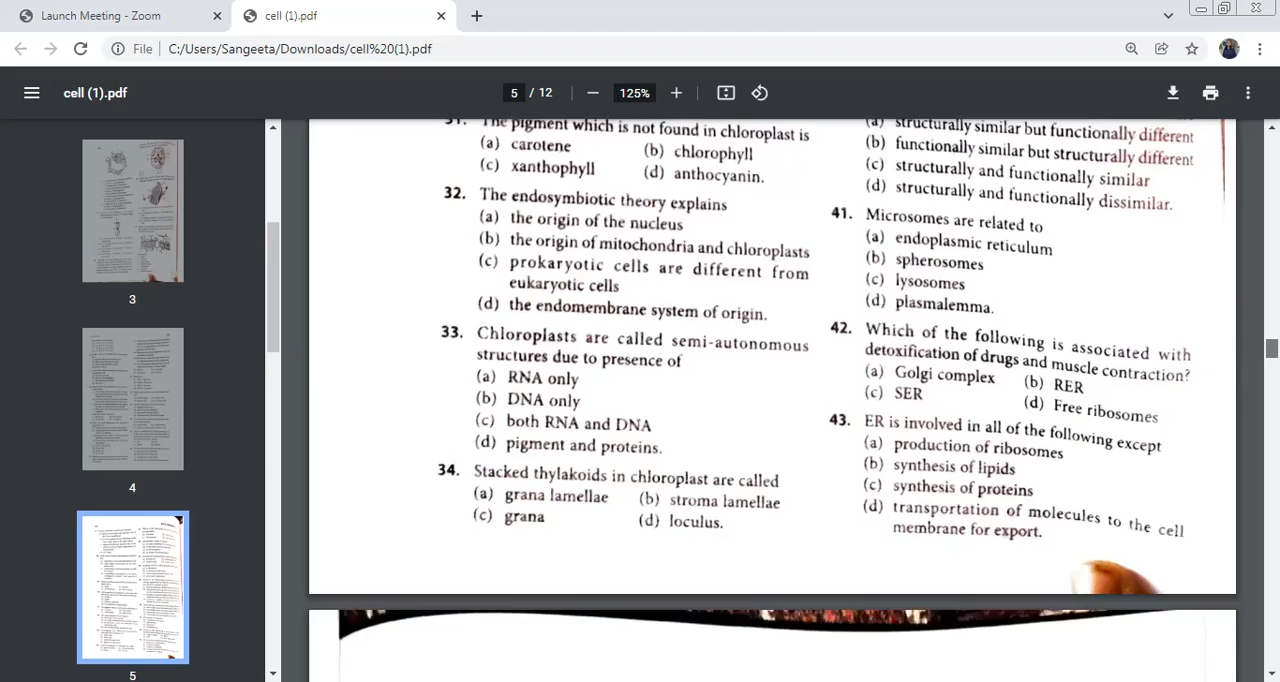 Launch Meeting - Zoom
cell (1).pdf
File
C:/Users/Sangeeta/Downloads/cell%20(1).pdf
cell (1).pdf
5 / 12
125%
3
4
5
31. The pigment which is not found in chloroplast is
(a) carotene (b) chlorophyll
(c) xanthophyll (d) anthocyanin.
32. The endosymbiotic theory explains
(a) the origin of the nucleus
(b) the origin of mitochondria and chloroplasts
(c) prokaryotic cells are different from
eukaryotic cells
(d) the endomembrane system of origin.
33. Chloroplasts are called semi-autonomous
structures due to presence of
(a) RNA only
(b) DNA only
(c) both RNA and DNA
(d) pigment and proteins.
34. Stacked thylakoids in chloroplast are called
(a) grana lamellae (b) stroma lamellae
(c) grana (d) loculus.
(a) structurally similar but functionally different
(b) functionally similar but structurally different
(c) structurally and functionally similar
(d) structurally and functionally dissimilar.
41. Microsomes are related to
(a) endoplasmic reticulum
(b) spherosomes
(c) lysosomes
(d) plasmalemma.
42. Which of the following is associated with
detoxification of drugs and muscle contraction?
(a) Golgi complex (b) RER
(c) SER (d) Free ribosomes
43. ER is involved in all of the following except
(a) production of ribosomes
(b) synthesis of lipids
(c) synthesis of proteins
(d) transportation of molecules to the cell
membrane for export.